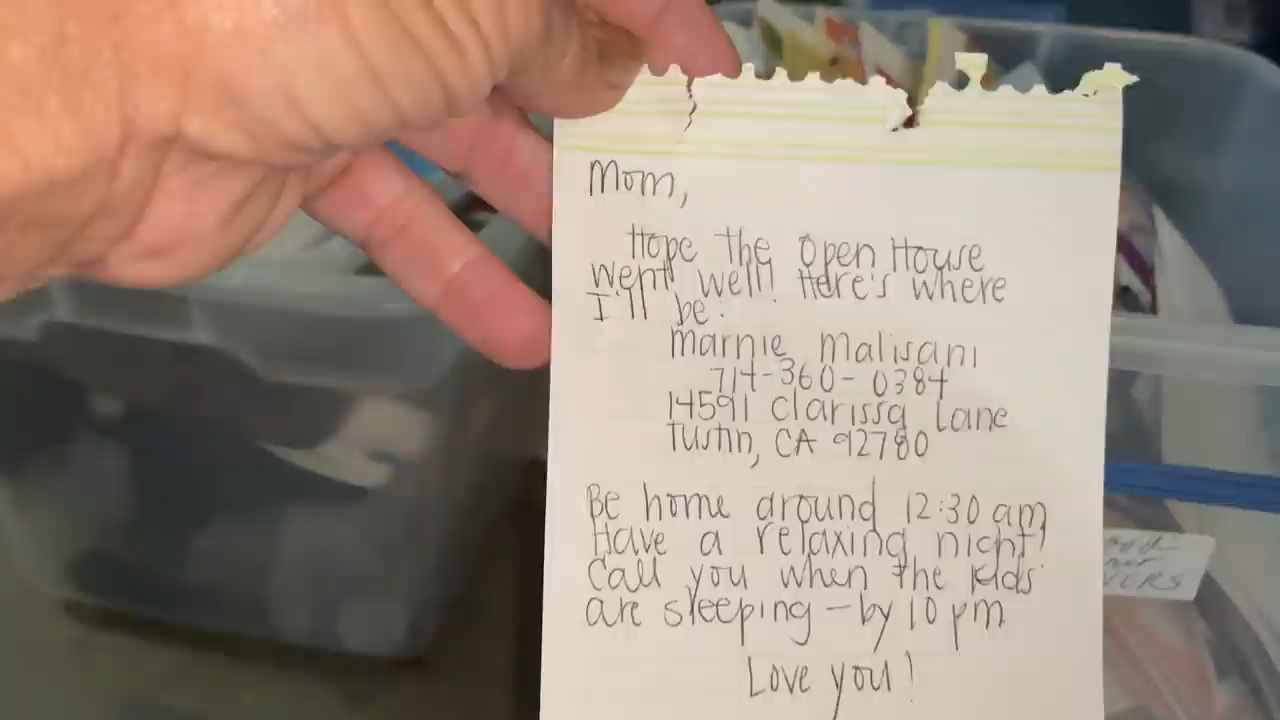 Mom,
Hope the Open House
went well! Here's where
I'll be:
Marnie Malisani
714-360-0384
14591 Clarissa Lane
Tustin, CA 92780
Be home around 12:30 am
Have a relaxing night!
Call you when the kids
are sleeping - by 10 pm
Love you!